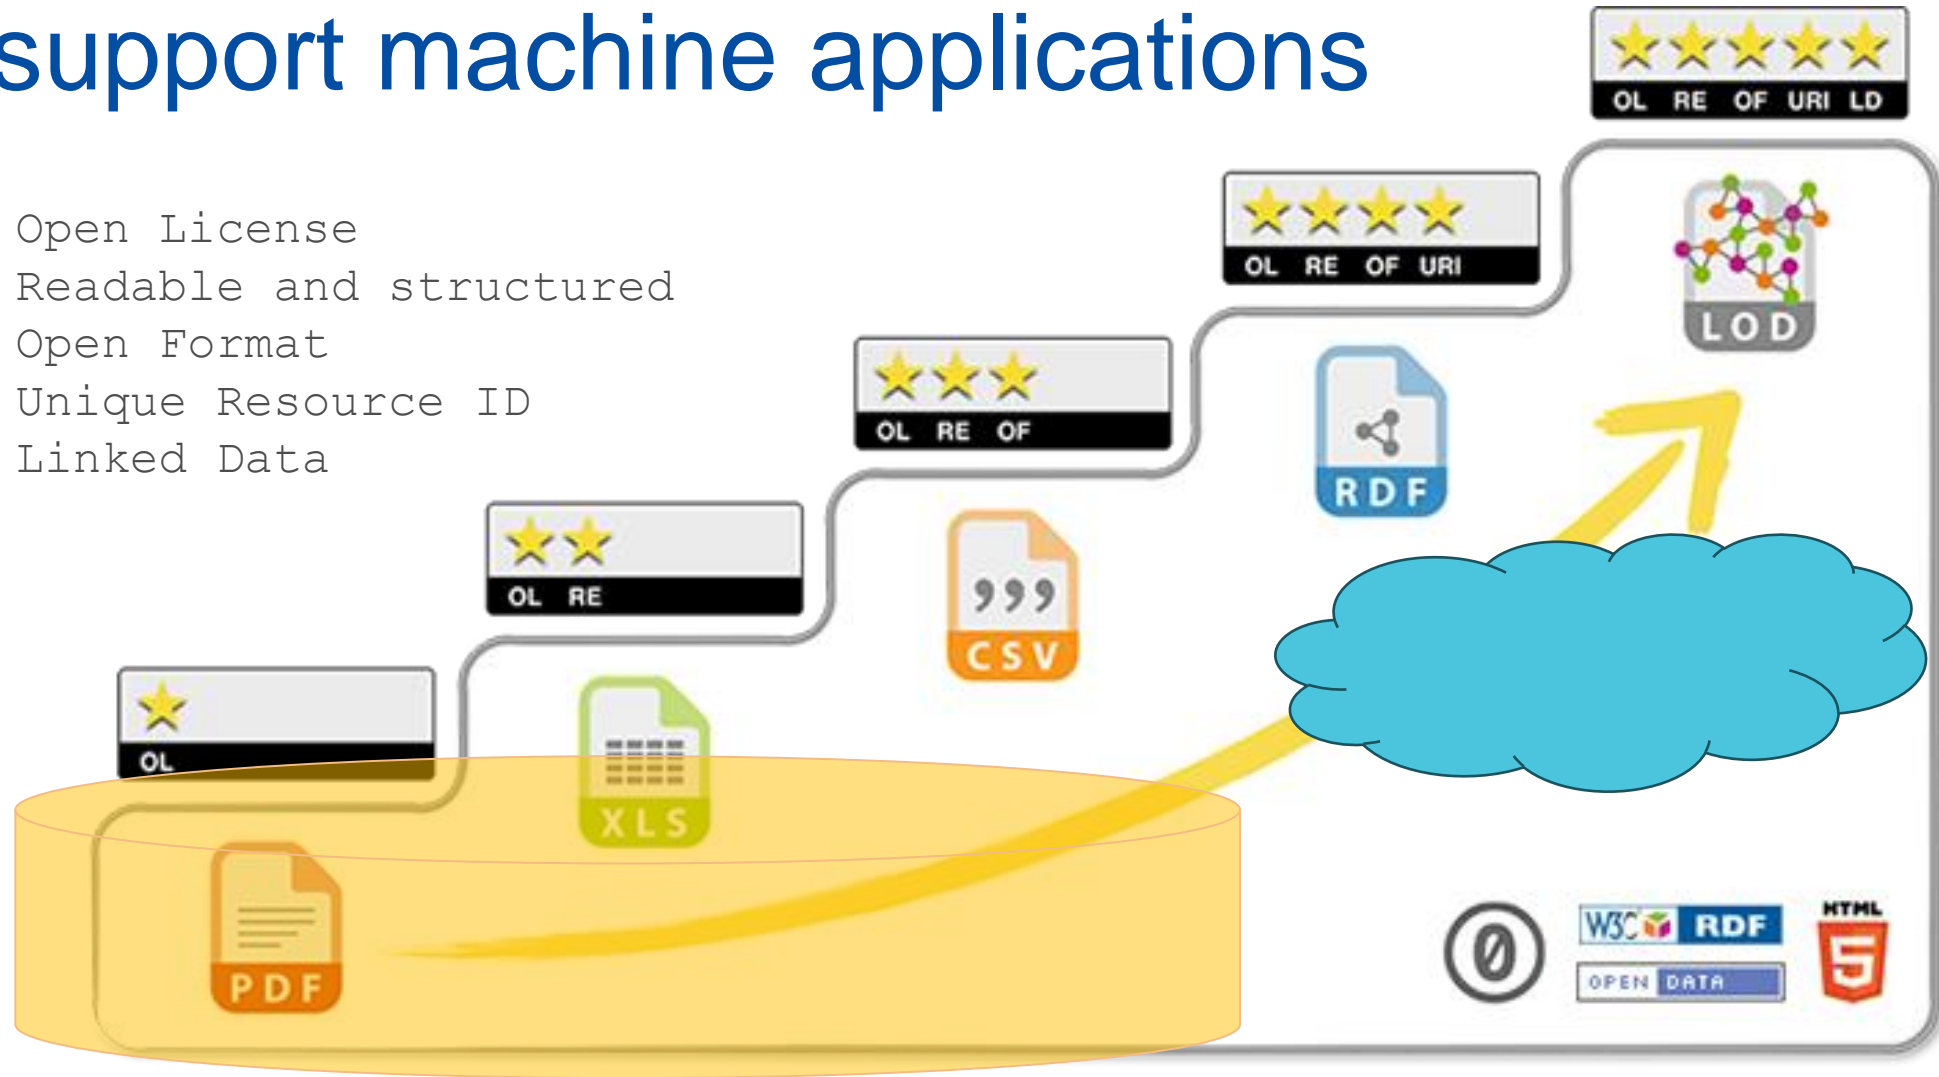 support machine applications
OL RE OF URI LD
Open License
Readable and structured
Open Format
Unique Resource ID
Linked Data
OL RE OF URI
LOD
OL RE OF
RDF
OL RE
,,,
CSV
OL
XLS
PDF
0
W3C RDF
OPEN DATA
HTML
5